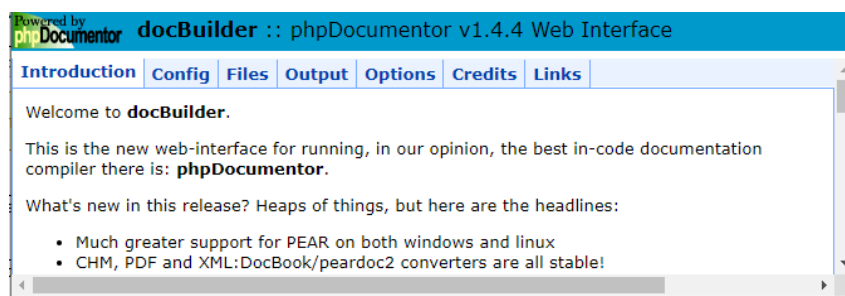 Powered by
phpDocumentor docBuilder :: phpDocumentor v1.4.4 Web Interface
Introduction Config Files Output Options Credits Links
Welcome to docBuilder.
This is the new web-interface for running, in our opinion, the best in-code documentation
compiler there is: phpDocumentor.
What's new in this release? Heaps of things, but here are the headlines:
• Much greater support for PEAR on both windows and linux
• CHM, PDF and XML:DocBook/peardoc2 converters are all stable!